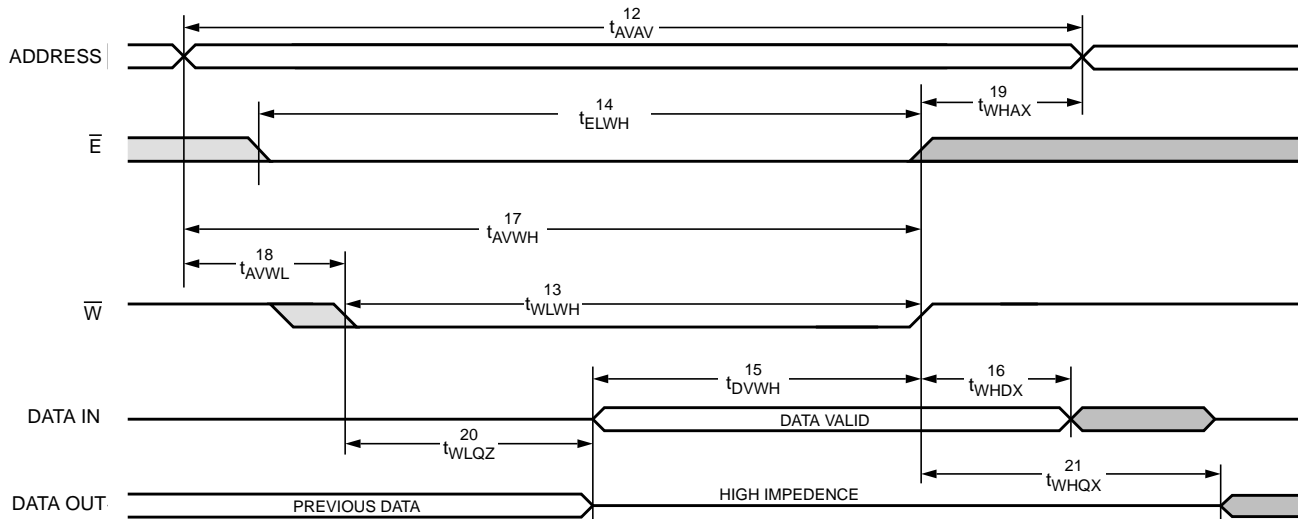 12
tAVAV
ADDRESS
14
tELWH
19
tWHAX
E
17
tAVWH
18
tAVWL
13
tWLWH
W
15
tDVWH
16
tWHDX
DATA IN
DATA VALID
20
tWLQZ
21
tWHQX
DATA OUT
PREVIOUS DATA
HIGH IMPEDENCE